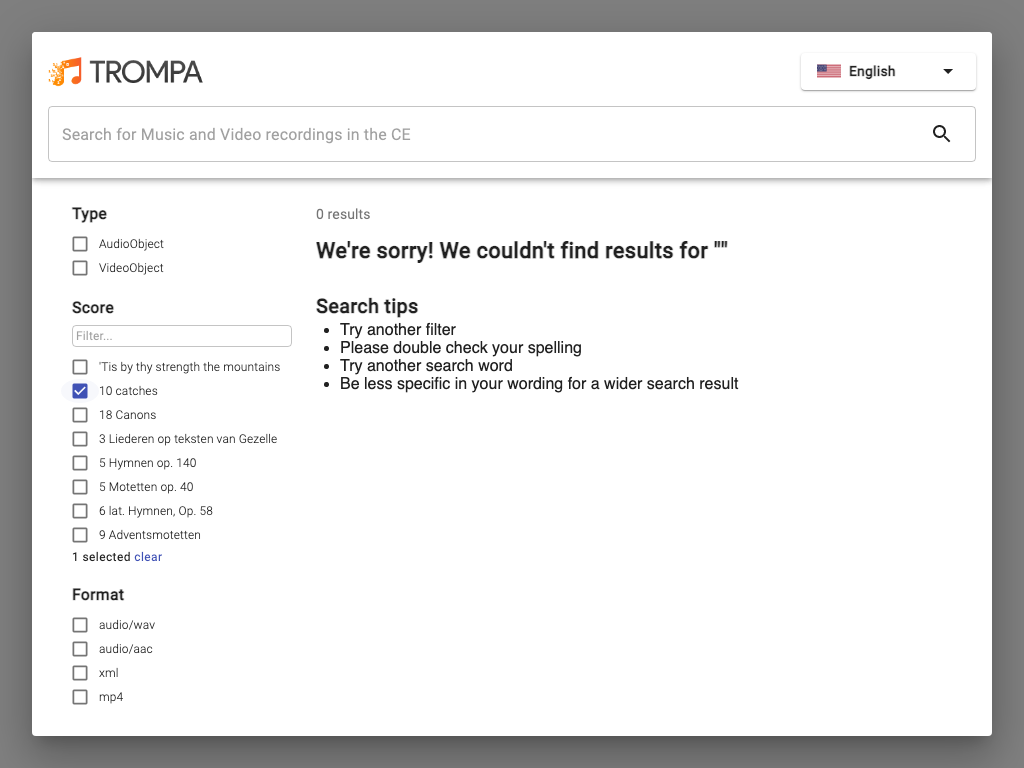 TROMPA
English
Search for Music and Video recordings in the CE
Type
AudioObject
VideoObject
Score
Filter...
'Tis by thy strength the mountains
10 catches
18 Canons
3 Liederen op teksten van Gezelle
5 Hymnen op. 140
5 Motetten op. 40
6 lat. Hymnen, Op. 58
9 Adventsmotetten
1 selected clear
Format
audio/wav
audio/aac
xml
mp4
0 results
We're sorry! We couldn't find results for ""
Search tips
Try another filter
Please double check your spelling
Try another search word
Be less specific in your wording for a wider search result